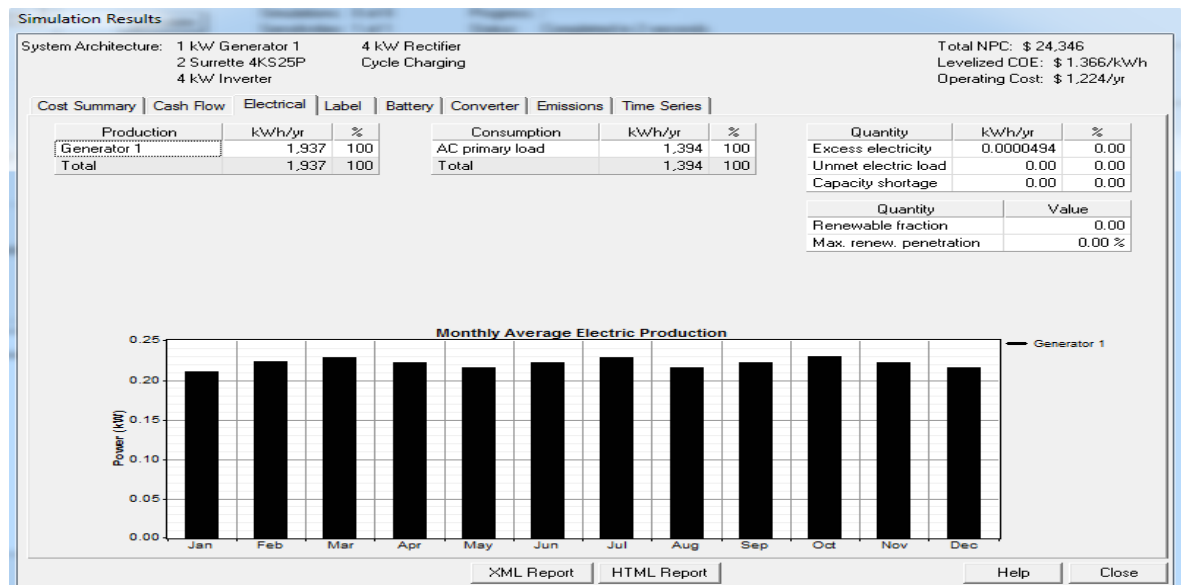 Simulation Results
System Architecture: 1 kW Generator 1 4 kW Rectifier
2 Surrette 4KS25P Cycle Charging
4 kW Inverter
Total NPC: $ 24,346
Levelized COE: $ 1.366/kWh
Operating Cost: $ 1,224/yr
Cost Summary Cash Flow Electrical Label Battery Converter Emissions Time Series
Production kWh/yr %
Generator 1 1,937 100
Total 1,937 100
Consumption kWh/yr %
AC primary load 1,394 100
Total 1,394 100
Quantity kWh/yr %
Excess electricity 0.0000494 0.00
Unmet electric load 0.00 0.00
Capacity shortage 0.00 0.00
Quantity Value
Renewable fraction 0.00
Max. renew. penetration 0.00 %
Monthly Average Electric Production
Generator 1
Power (kW)
0.25
0.20
0.15
0.10
0.05
0.00
Jan Feb Mar Apr May Jun Jul Aug Sep Oct Nov Dec
XML Report HTML Report Help Close